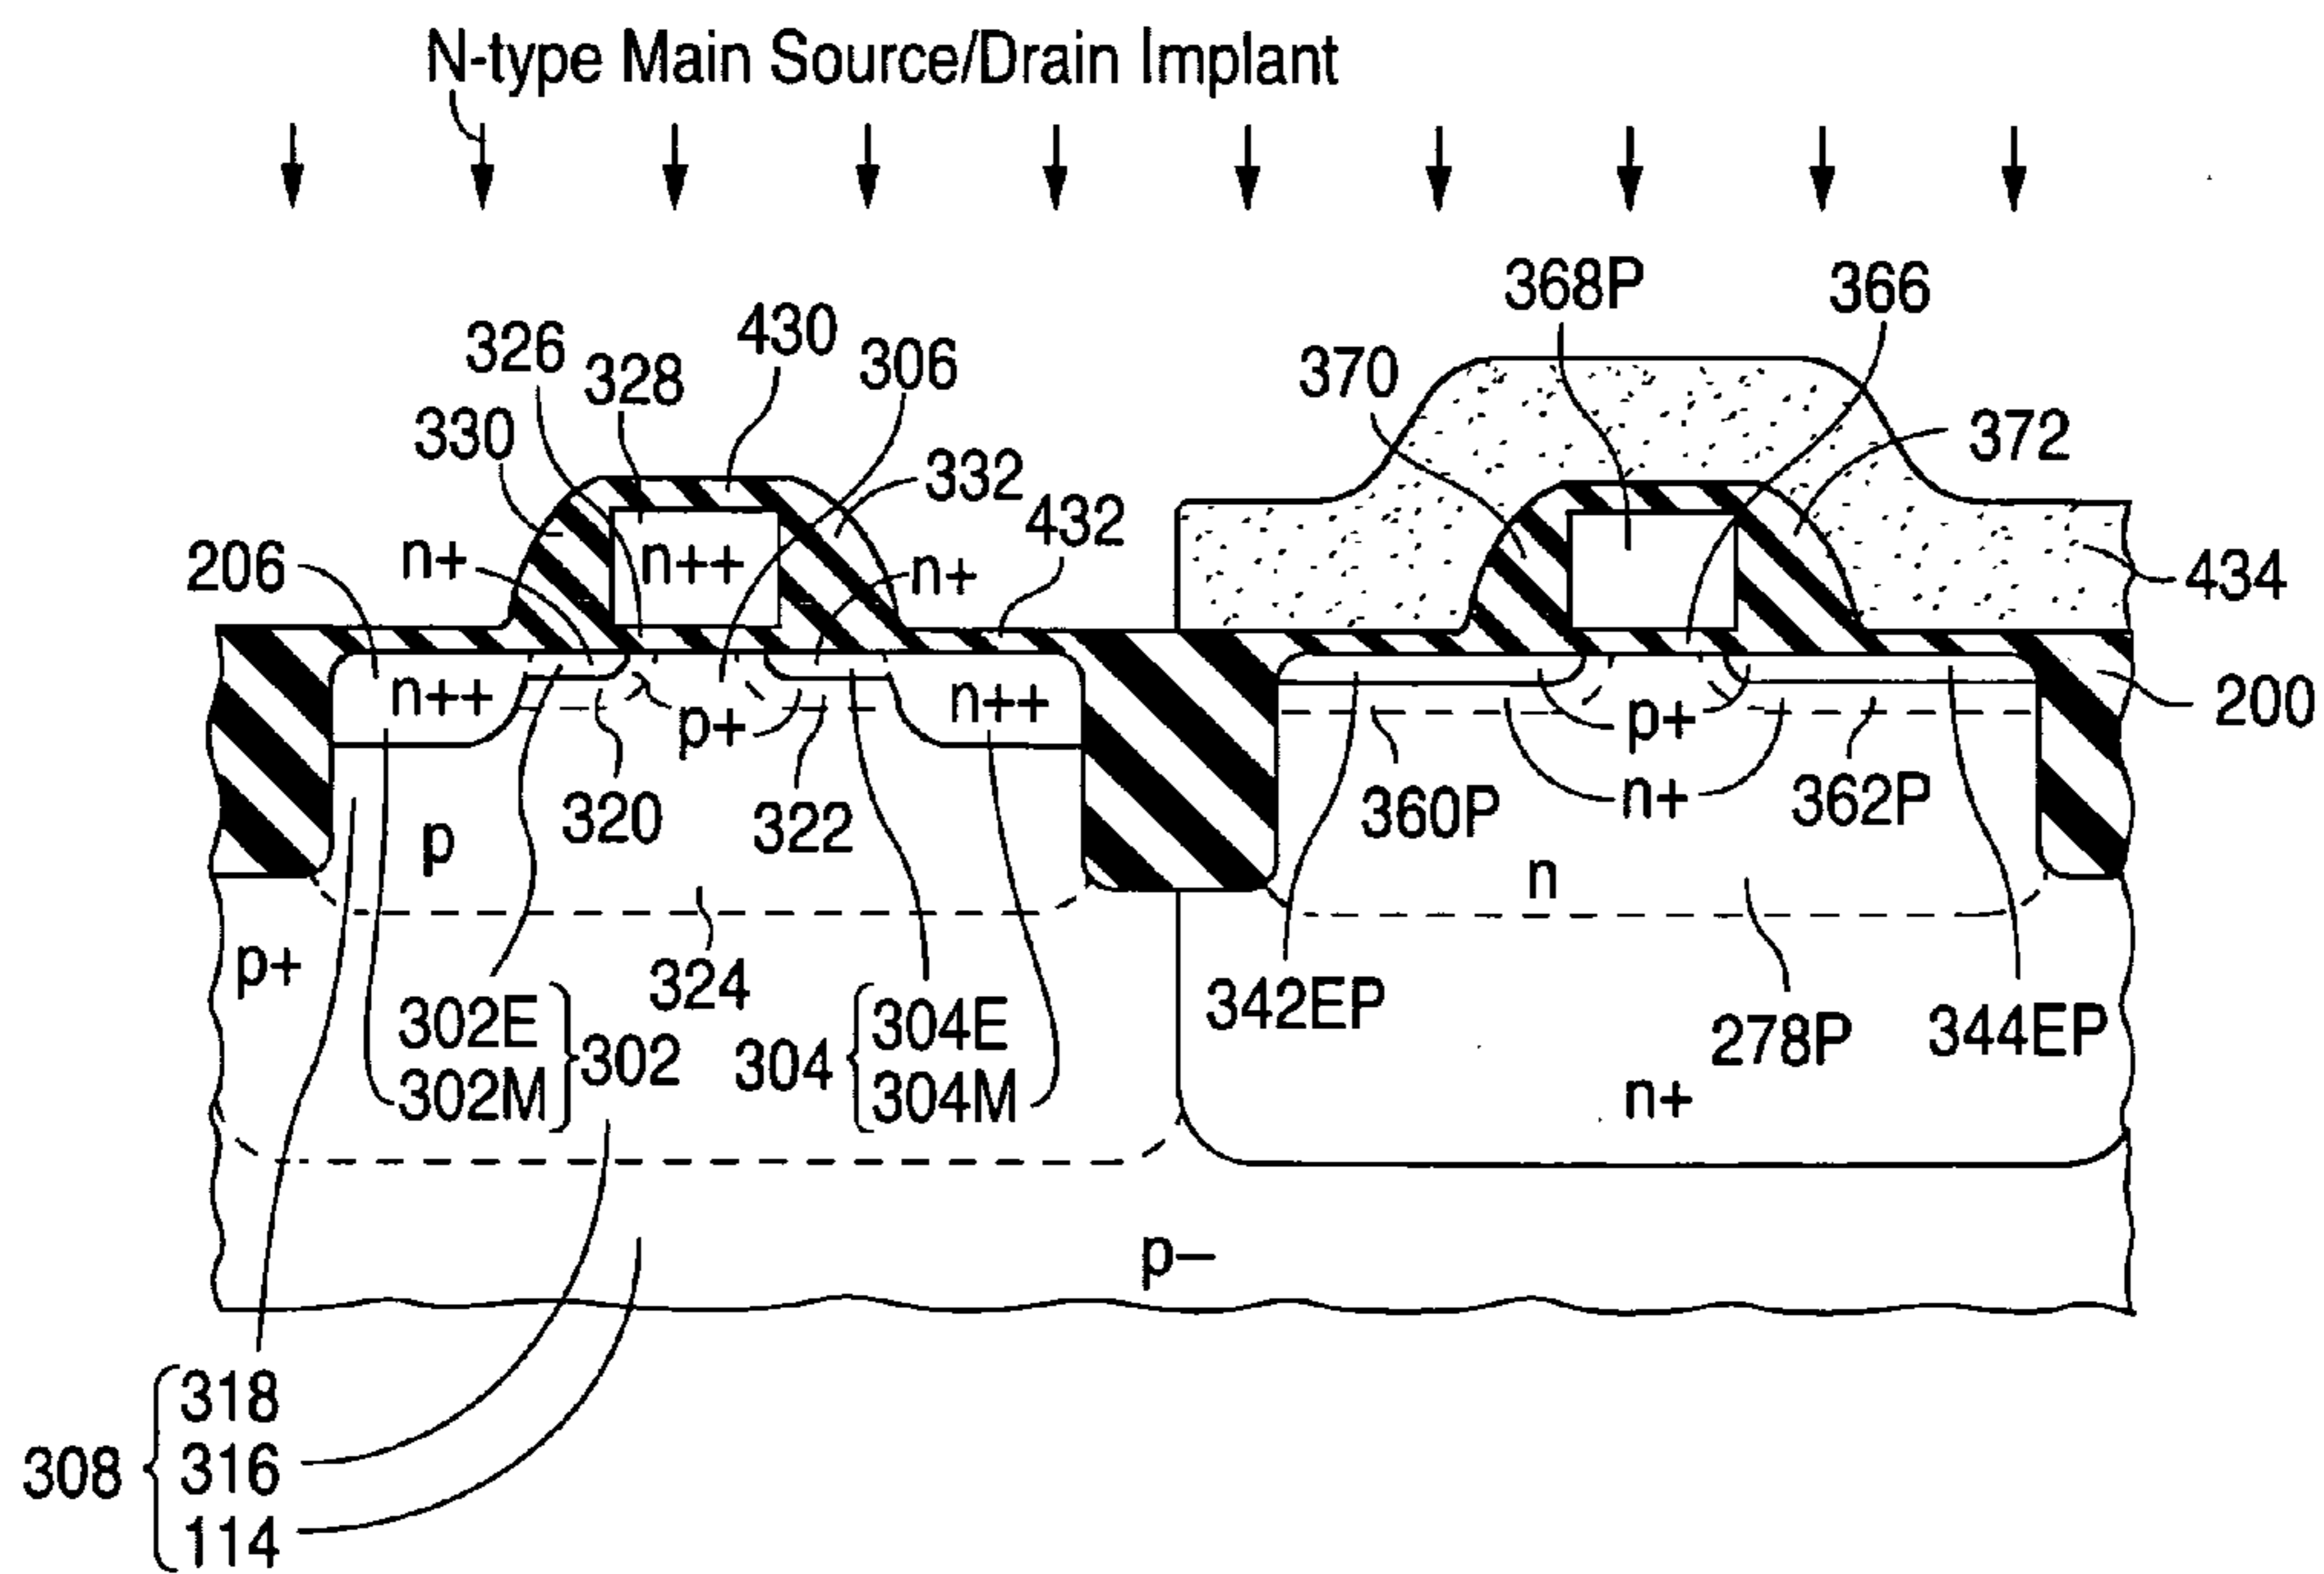 N-type Main Source/Drain Implant
368P
366
326
328
430
306
370
330
332
372
432
206
n+
n++
n+
434
n++
p+
n++
p+
200
320
322
360P
n+
362P
p
n
p+
324
342EP
278P
344EP
302E
302M
302
304
304E
304M
n+
p–
308
318
316
114